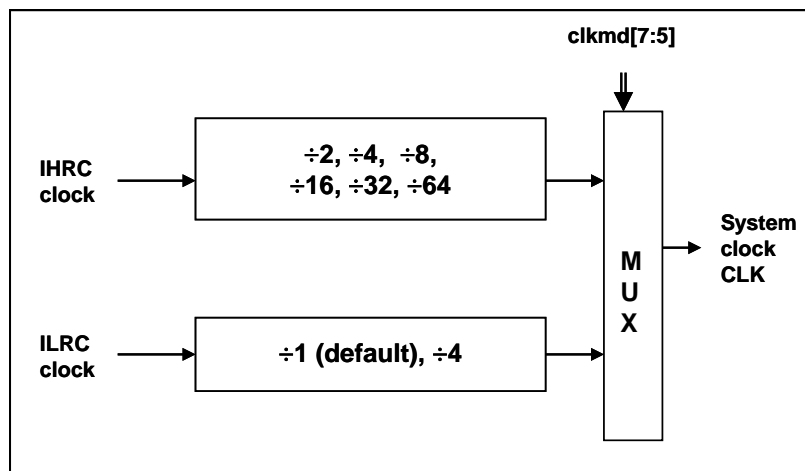 clkmd[7:5]
IHRC
clock
÷2, ÷4, ÷8,
÷16, ÷32, ÷64
M
U
X
System
clock
CLK
ILRC
clock
÷1 (default), ÷4